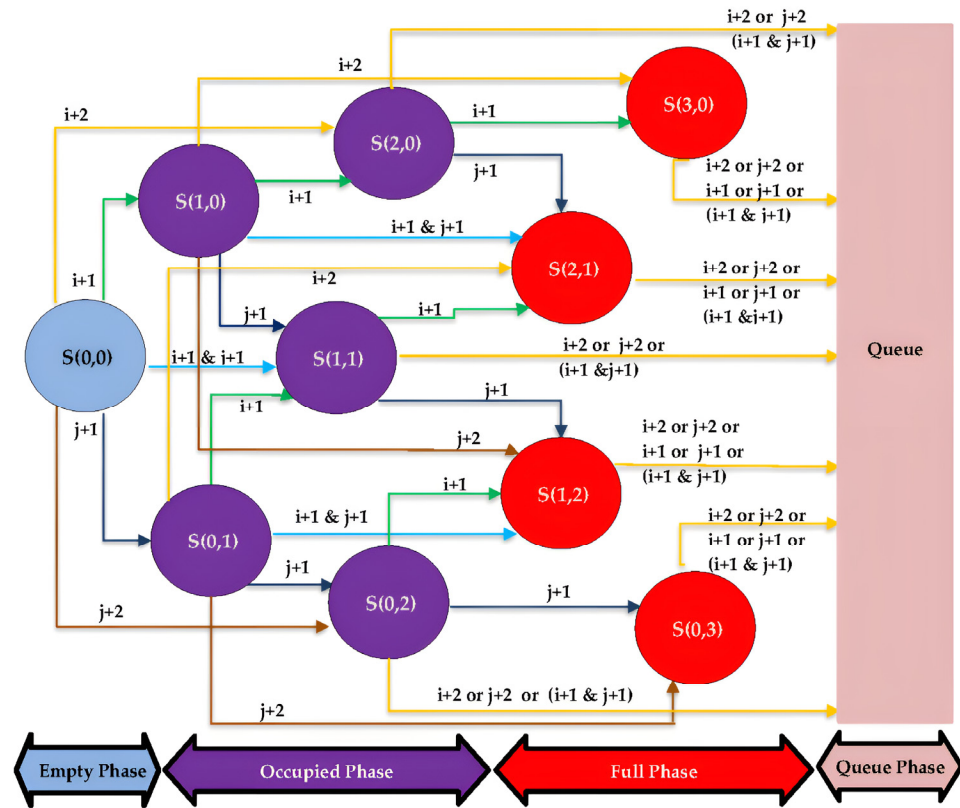 i+2 or j+2
(i+1 & j+1)
i+2
S(3,0)
i+2
i+1
S(2,0)
j+1
i+2 or j+2 or
i+1 or j+1 or
(i+1 & j+1)
S(1,0)
i+1
i+1 & j+1
S(2,1)
i+2
i+1
i+2 or j+2 or
i+1 or j+1 or
(i+1 &j+1)
j+1
i+1
S(0,0)
i+1 & j+1
S(1,1)
i+2 or j+2 or
(i+1 &j+1)
Queue
i+1
j+1
j+1
j+2
i+2 or j+2 or
i+1 or j+1 or
(i+1 & j+1)
i+1
S(1,2)
S(0,1)
i+1 & j+1
i+2 or j+2 or
i+1 or j+1 or
(i+1 & j+1)
j+1
S(0,2)
j+1
j+2
S(0,3)
i+2 or j+2 or (i+1 & j+1)
j+2
Empty Phase
Occupied Phase
Full Phase
Queue Phase